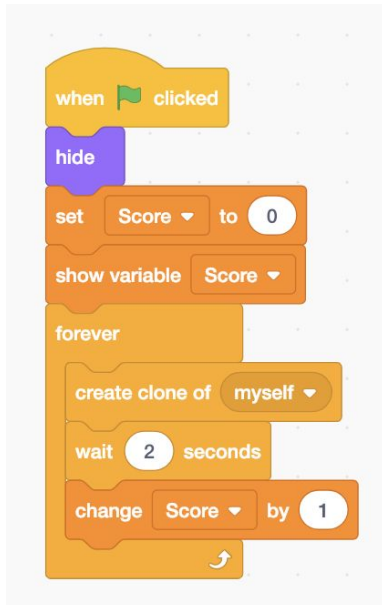 when clicked
hide
set Score to 0
show variable Score
forever
create clone of myself
wait 2 seconds
change Score by 1